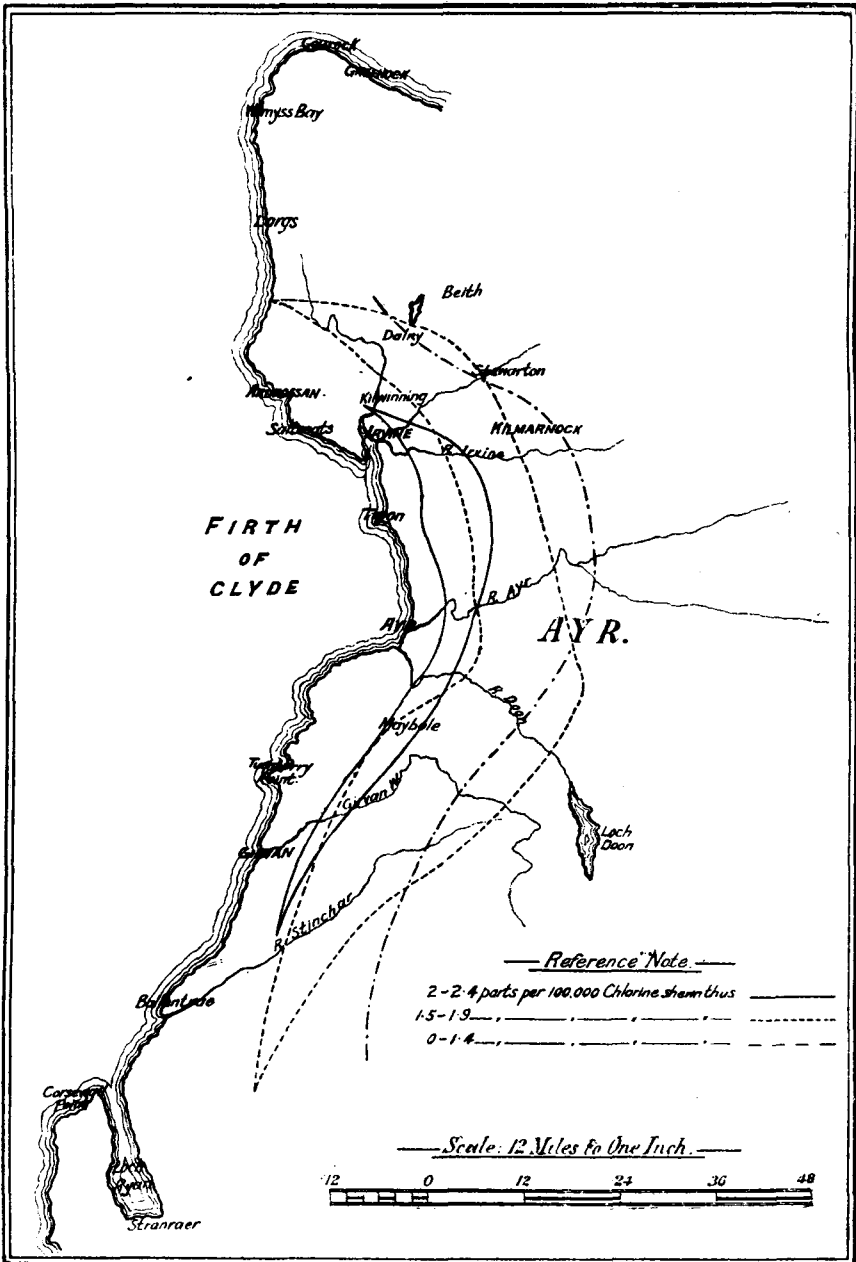 Gourock
GREENOCK
Wemyss Bay
Largs
Beith
Dalry
Stewarton
ARDROSSAN.
Kilwinning
Saltcoats
IRVINE
KILMARNOCK
R. Irvine
FIRTH
OF
CLYDE
Troon
R. Ayr
Ayr
AYR.
R. Doon
Maybole
Turnberry
Point.
Girvan W.
GIRVAN
Loch
Doon
R. Stinchar
Reference Note.
2-2·4 parts per 100,000 Chlorine shewn thus
1·5-1·9 " " " "
0-1·4 " " " "
Ballantrae
Corsewall
Point
Loch
Ryan
Stranraer
Scale: 12 Miles to One Inch.
12 0 12 24 36 48